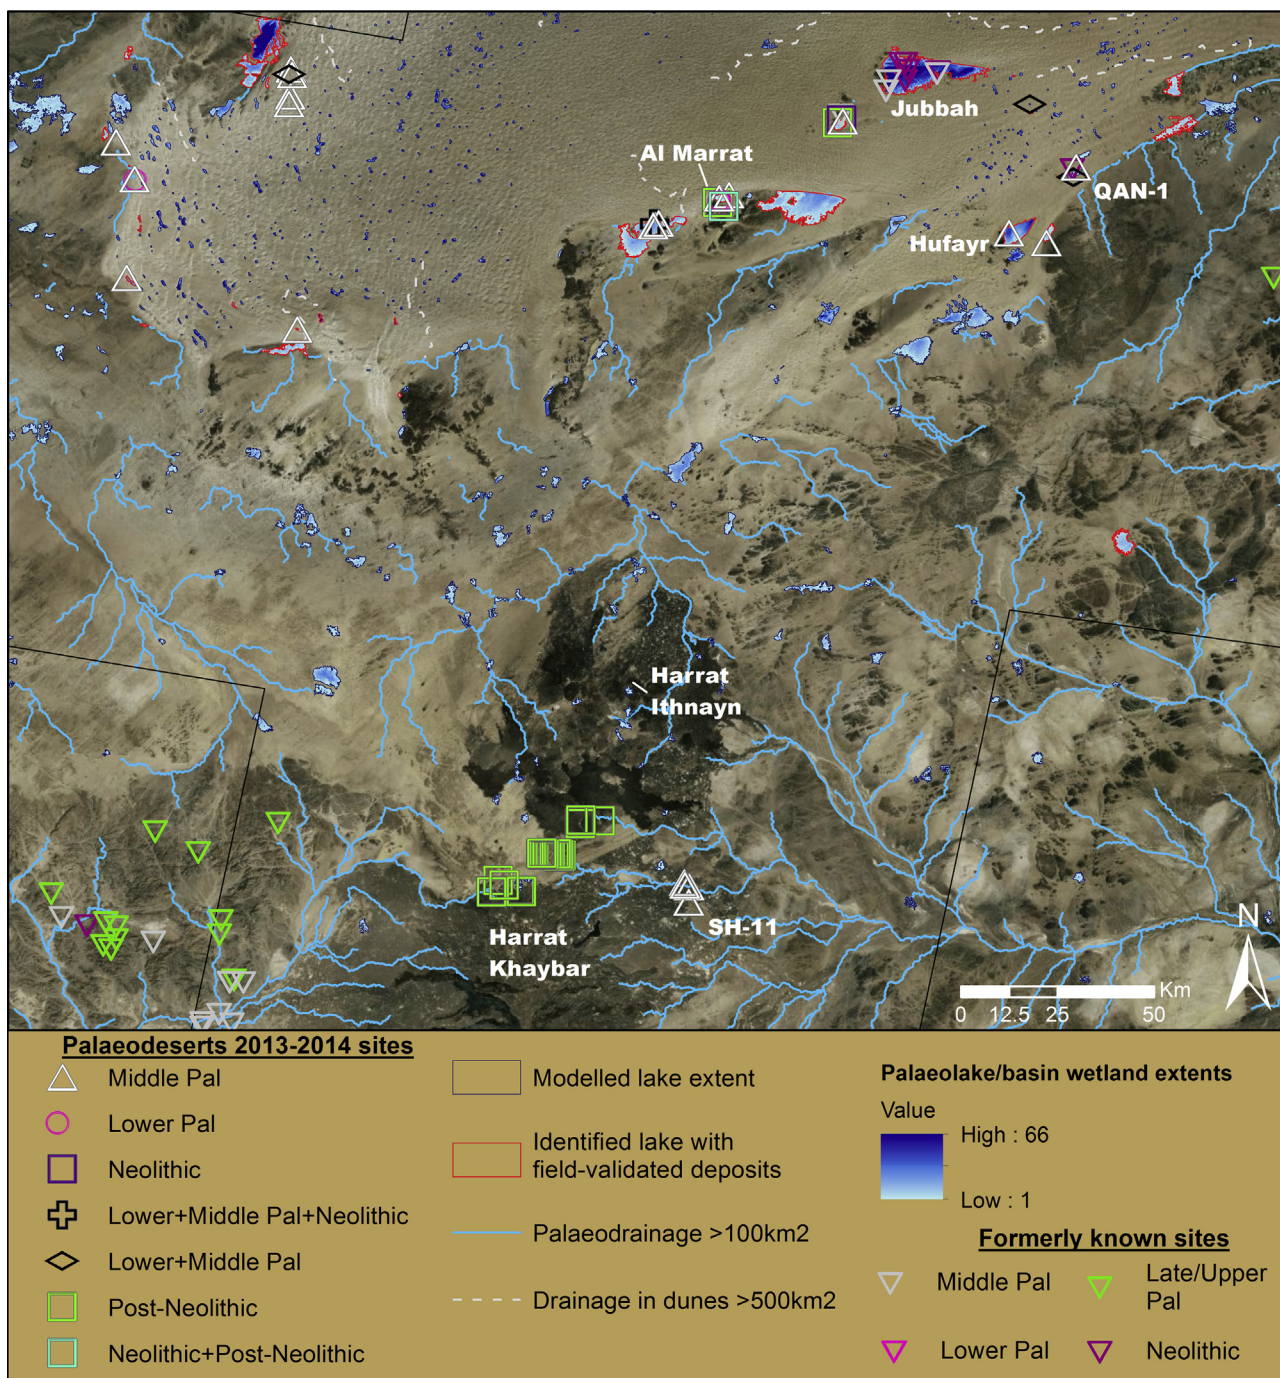 Jubbah
Al Marrat
QAN-1
Hufayr
Harrat
Ithnayn
SH-11
Harrat
Khaybar
N
Km
0 12.5 25 50
Palaeodeserts 2013-2014 sites
Middle Pal
Lower Pal
Neolithic
Lower+Middle Pal+Neolithic
Lower+Middle Pal
Post-Neolithic
Neolithic+Post-Neolithic
Modelled lake extent
Identified lake with
field-validated deposits
Palaeodrainage >100km2
Drainage in dunes >500km2
Palaeolake/basin wetland extents
Value
High : 66
Low : 1
Formerly known sites
Middle Pal
Late/Upper
Pal
Lower Pal
Neolithic